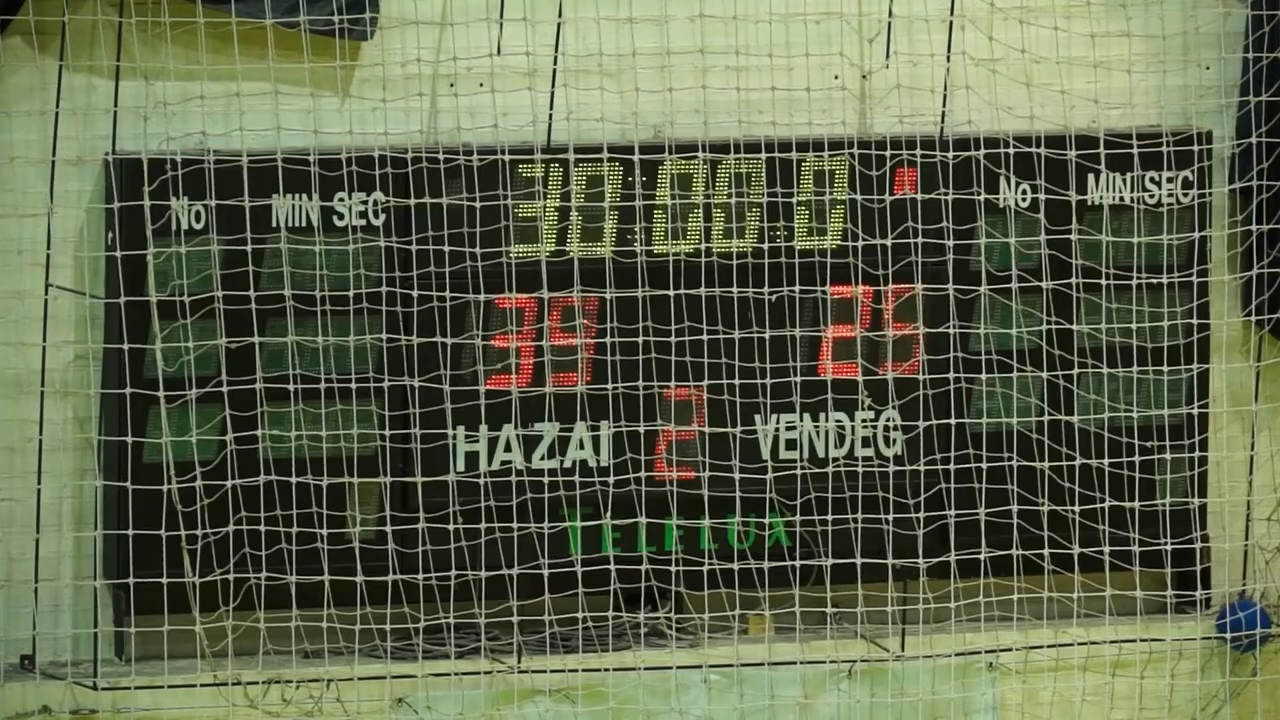 30:00:0
No MIN SEC
No MIN SEC
39 25
HAZAI 2 VENDÉG
TELELUX